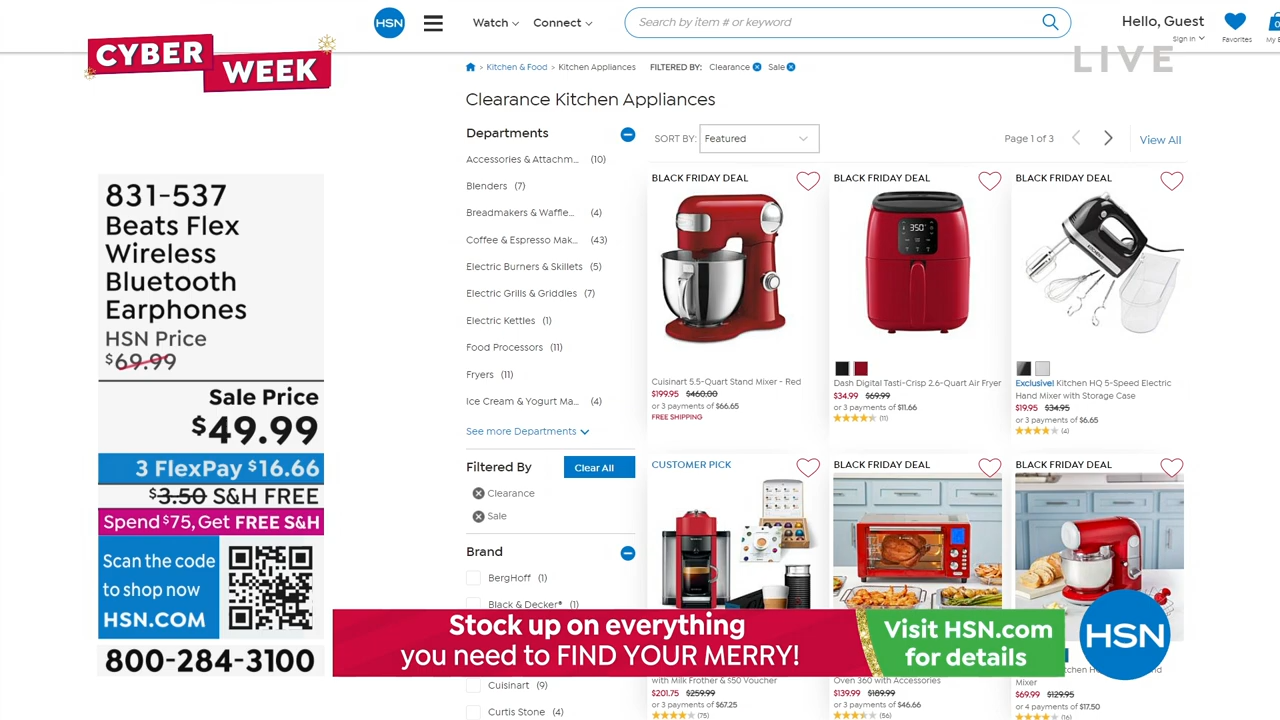 HSN
Watch
Connect
Search by item # or keyword
Hello, Guest
Sign In
Favorites
0
LIVE
CYBER
WEEK
> Kitchen & Food > Kitchen Appliances
FILTERED BY: Clearance Sale
Clearance Kitchen Appliances
Departments
Accessories & Attachm... (10)
Blenders (7)
Breadmakers & Waffle... (4)
Coffee & Espresso Mak... (43)
Electric Burners & Skillets (5)
Electric Grills & Griddles (7)
Electric Kettles (1)
Food Processors (11)
Fryers (11)
Ice Cream & Yogurt Ma... (4)
See more Departments
Filtered By
Clear All
Clearance
Sale
Brand
BergHoff (1)
Black & Decker® (1)
Cuisinart (9)
Curtis Stone (4)
SORT BY: Featured
Page 1 of 3
View All
BLACK FRIDAY DEAL
Cuisinart 5.5-Quart Stand Mixer - Red
$199.95 $460.00
or 3 payments of $66.65
FREE SHIPPING
BLACK FRIDAY DEAL
350°
Dash Digital Tasti-Crisp 2.6-Quart Air Fryer
$34.99 $69.99
or 3 payments of $11.66
(11)
BLACK FRIDAY DEAL
Exclusive! Kitchen HQ 5-Speed Electric
Hand Mixer with Storage Case
$19.95 $34.95
or 3 payments of $6.65
(4)
CUSTOMER PICK
with Milk Frother & $50 Voucher
$201.75 $259.99
or 3 payments of $67.25
(75)
BLACK FRIDAY DEAL
Oven 360 with Accessories
$139.99 $189.99
or 3 payments of $46.66
(56)
BLACK FRIDAY DEAL
Mixer
$69.99 $129.95
or 4 payments of $17.50
(16)
831-537
Beats Flex
Wireless
Bluetooth
Earphones
HSN Price
$69.99
Sale Price
$49.99
3 FlexPay $16.66
$3.50 S&H FREE
Spend $75, Get FREE S&H
Scan the code
to shop now
HSN.COM
800-284-3100
Stock up on everything
you need to FIND YOUR MERRY!
Visit HSN.com
for details
HSN